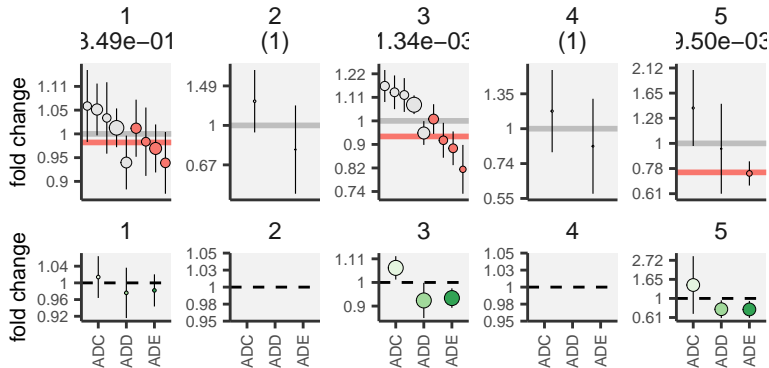 1 2 3 4 5
3.49e−01 (1) 1.34e−03 (1) 9.50e−03
fold change
1.11 1.05 1 0.95 0.9
1.49 1 0.67
1.22 1.11 1 0.9 0.82 0.74
1.35 1 0.74 0.55
2.12 1.65 1.28 1 0.78 0.61
1 2 3 4 5
fold change
1.04 1 0.96 0.92
1.05 1.03 1 0.98 0.95
1.11 1 0.9
1.05 1.03 1 0.98 0.95
2.72 1.65 1 0.61
ADC ADD ADE
ADC ADD ADE
ADC ADD ADE
ADC ADD ADE
ADC ADD ADE